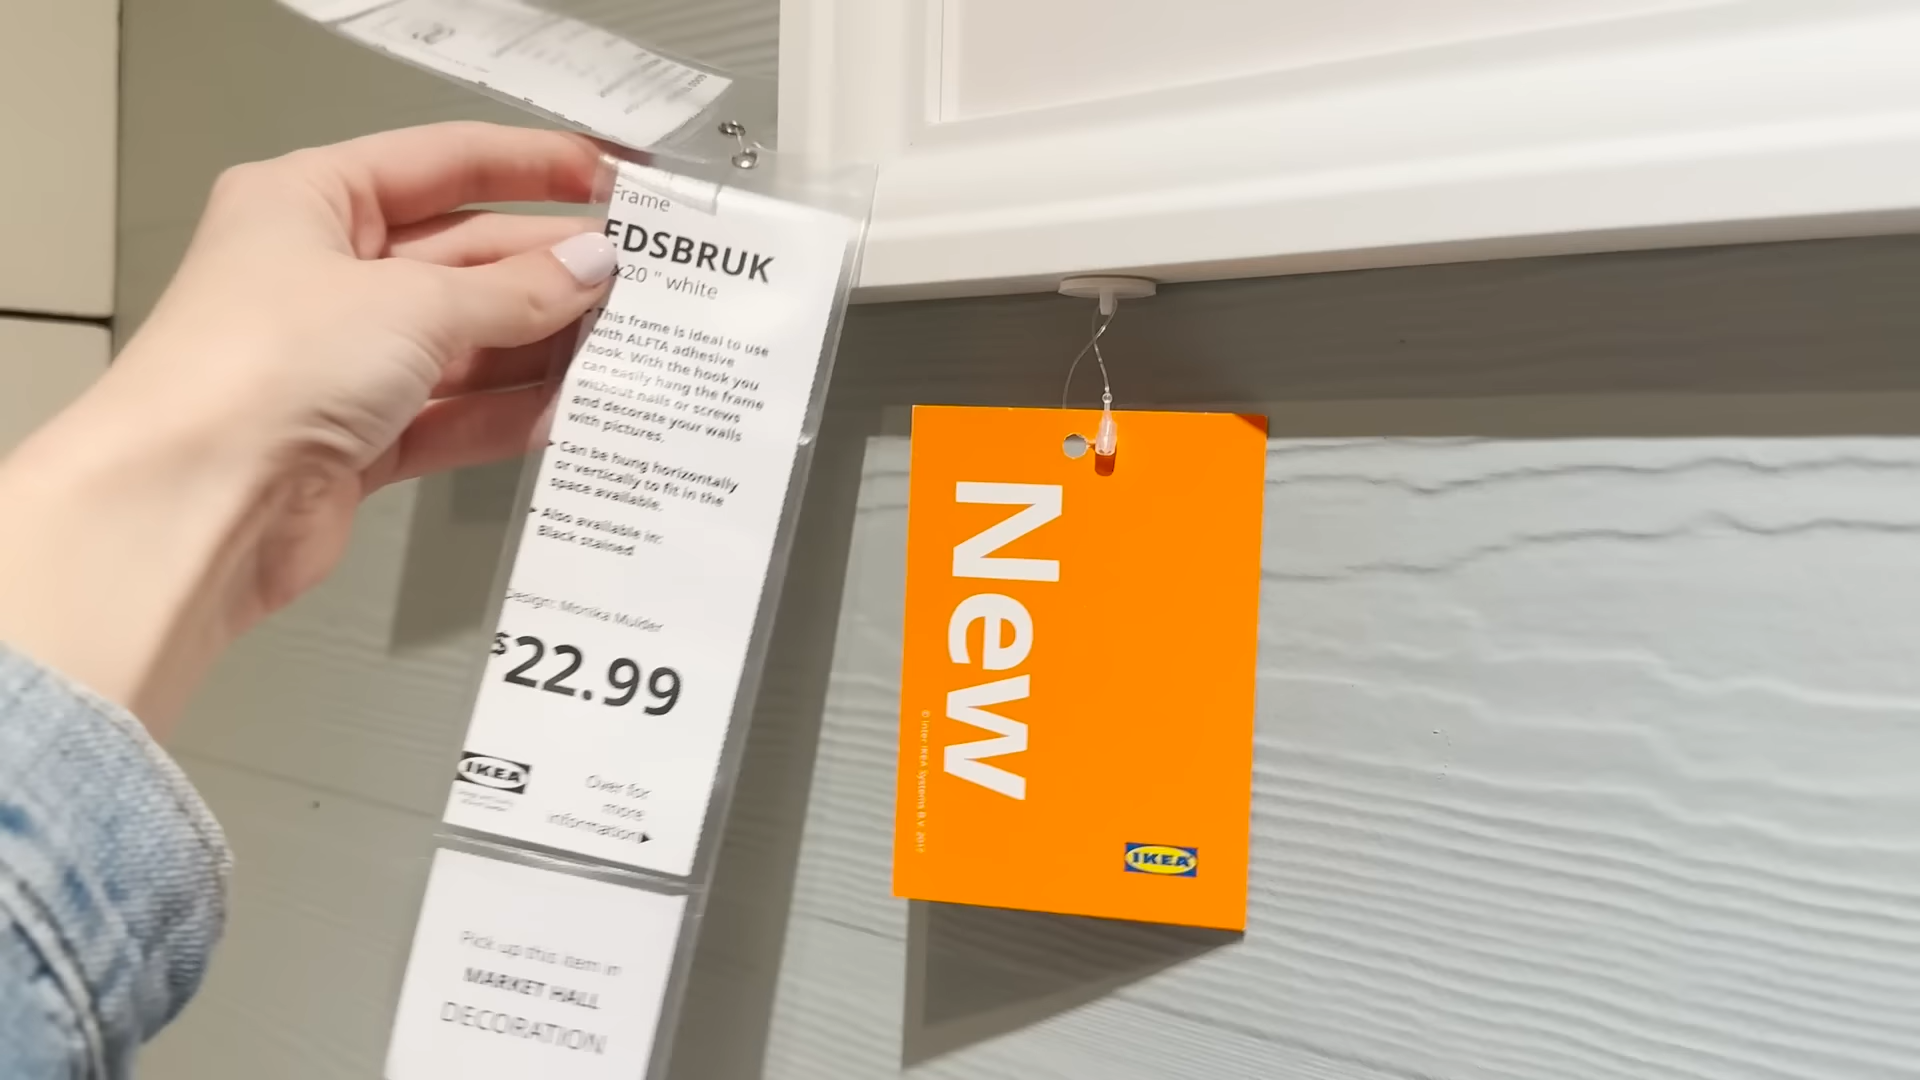 Frame
EDSBRUK
x20 " white
This frame is ideal to use
with ALFTA adhesive
hook. With the hook you
can easily hang the frame
without nails or screws
and decorate your walls
with pictures.
Can be hung horizontally
or vertically to fit in the
space available.
Also available in:
Black stained
Design: Monika Mulder
$22.99
IKEA
Over for
more
information
Pick up this item in
MARKET HALL
DECORATION
New
© Inter IKEA Systems B.V.
IKEA